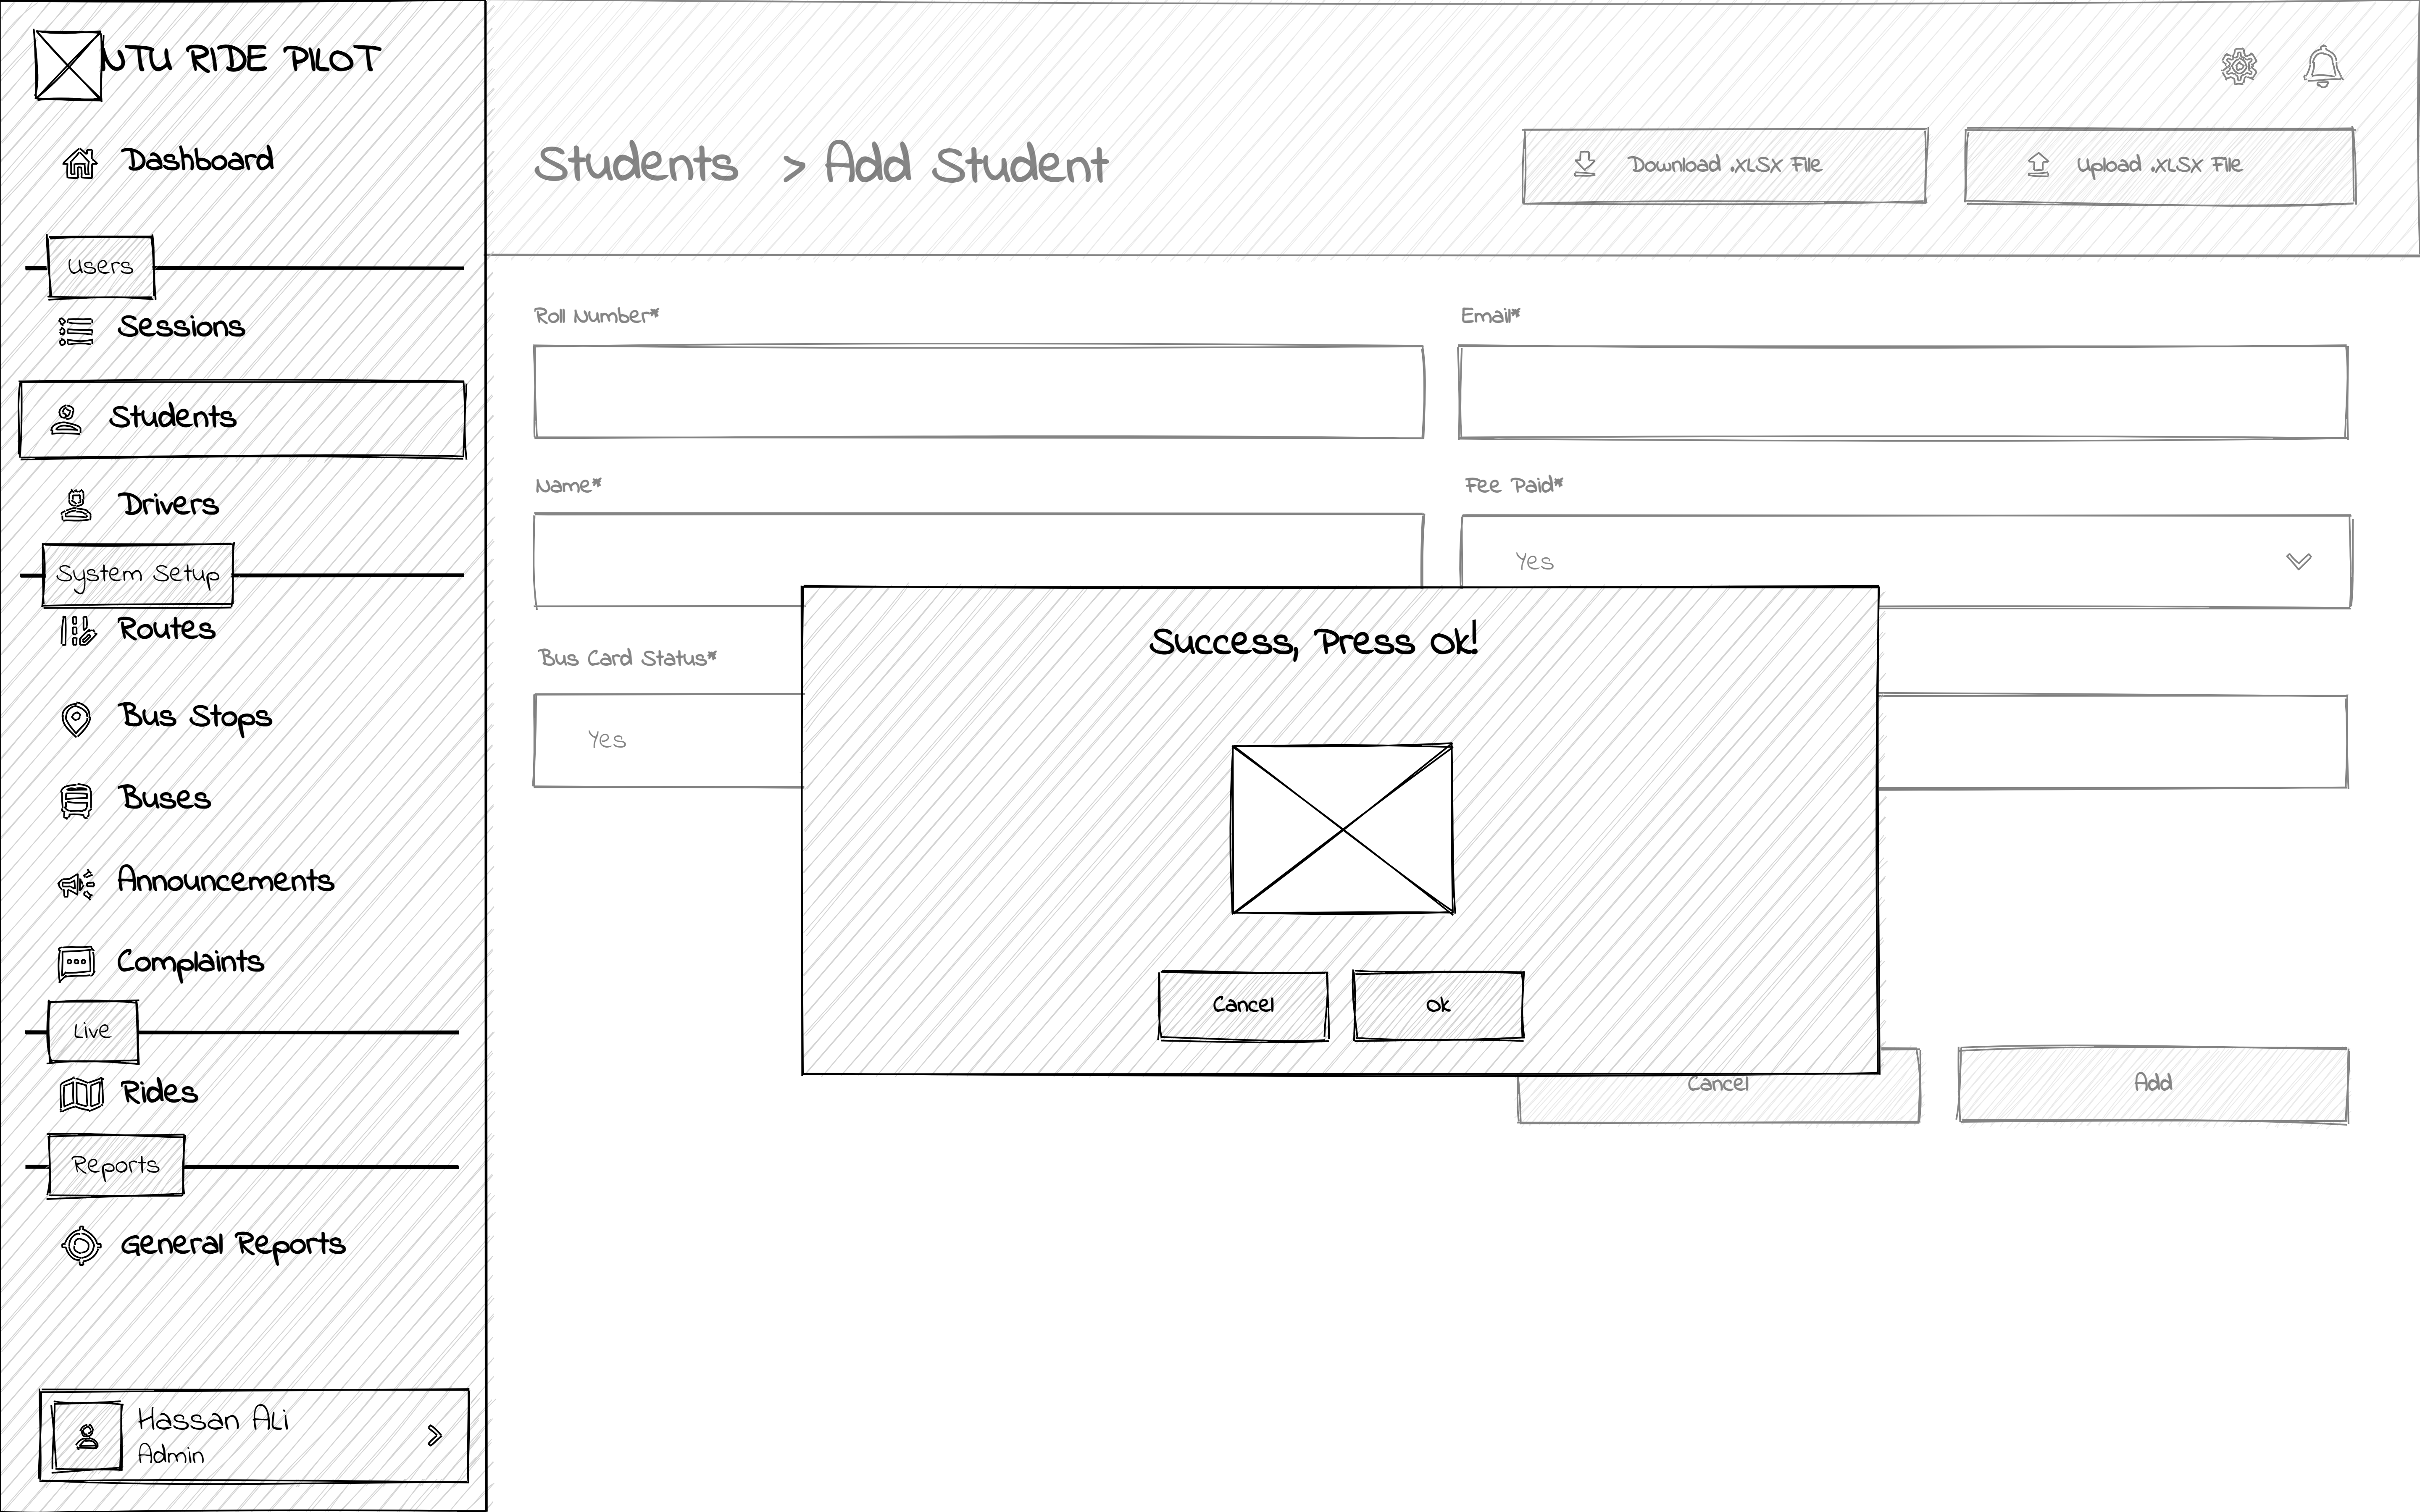 NTU RIDE PILOT
Dashboard
Users
Sessions
Students
Drivers
System Setup
Routes
Bus Stops
Buses
Announcements
Complaints
Live
Rides
Reports
General Reports
Hassan Ali
Admin
Students > Add Student
Download .XLSX File
Upload .XLSX File
Roll Number*
Email*
Name*
Fee Paid*
Yes
Bus Card Status*
Yes
Success, Press Ok!
Cancel
Ok
Cancel
Add